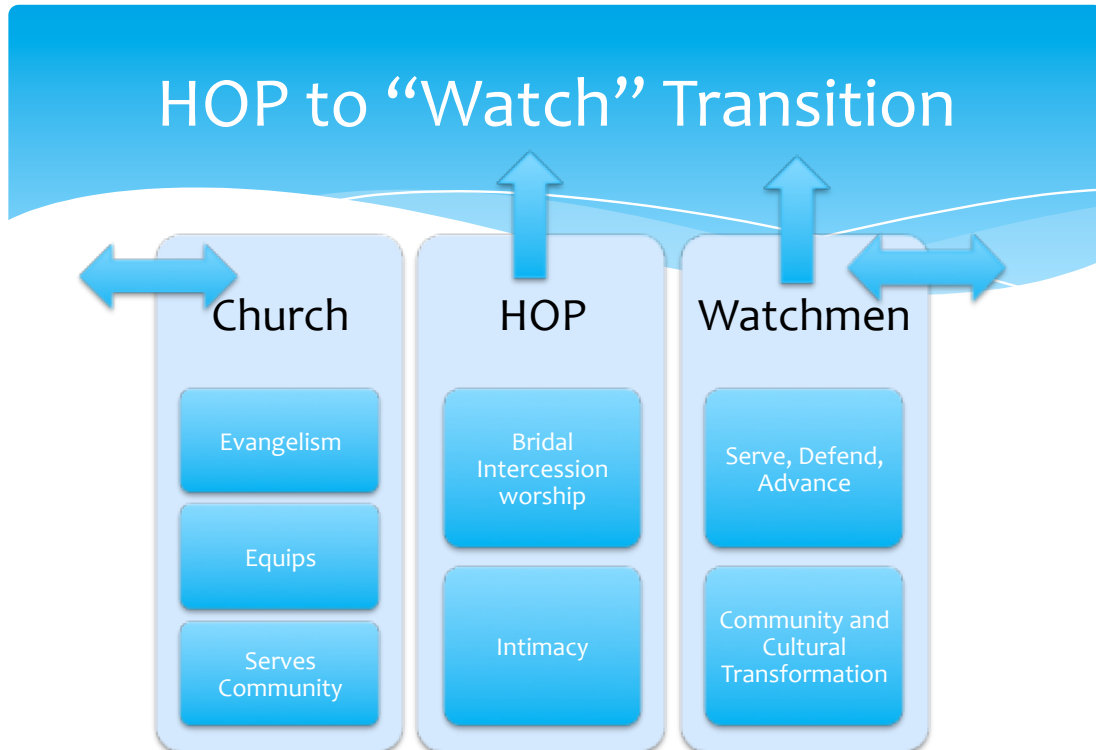 HOP to “Watch” Transition
Church
Evangelism
Equips
Serves
Community
HOP
Bridal
Intercession
worship
Intimacy
Watchmen
Serve, Defend,
Advance
Community and
Cultural
Transformation